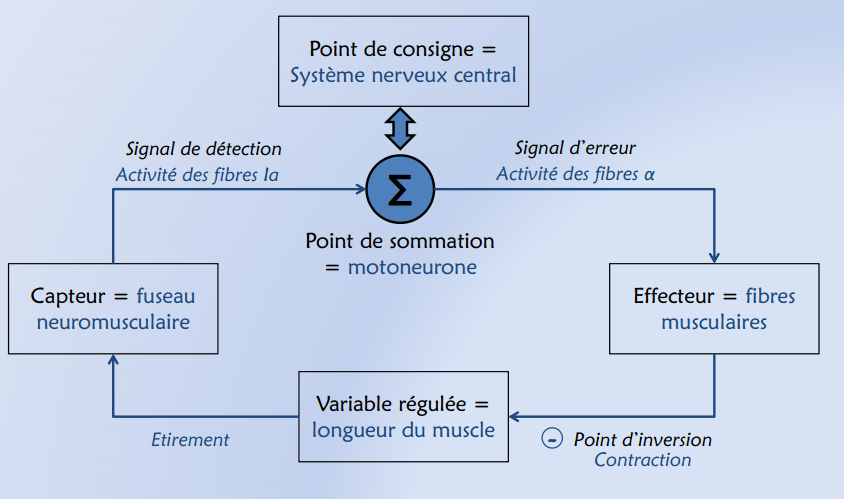 Point de consigne =
Système nerveux central
Signal de détection
Activité des fibres Ia
Signal d'erreur
Activité des fibres α
Σ
Point de sommation
= motoneurone
Capteur = fuseau
neuromusculaire
Effecteur = fibres
musculaires
Variable régulée =
longueur du muscle
Etirement
- Point d'inversion
Contraction